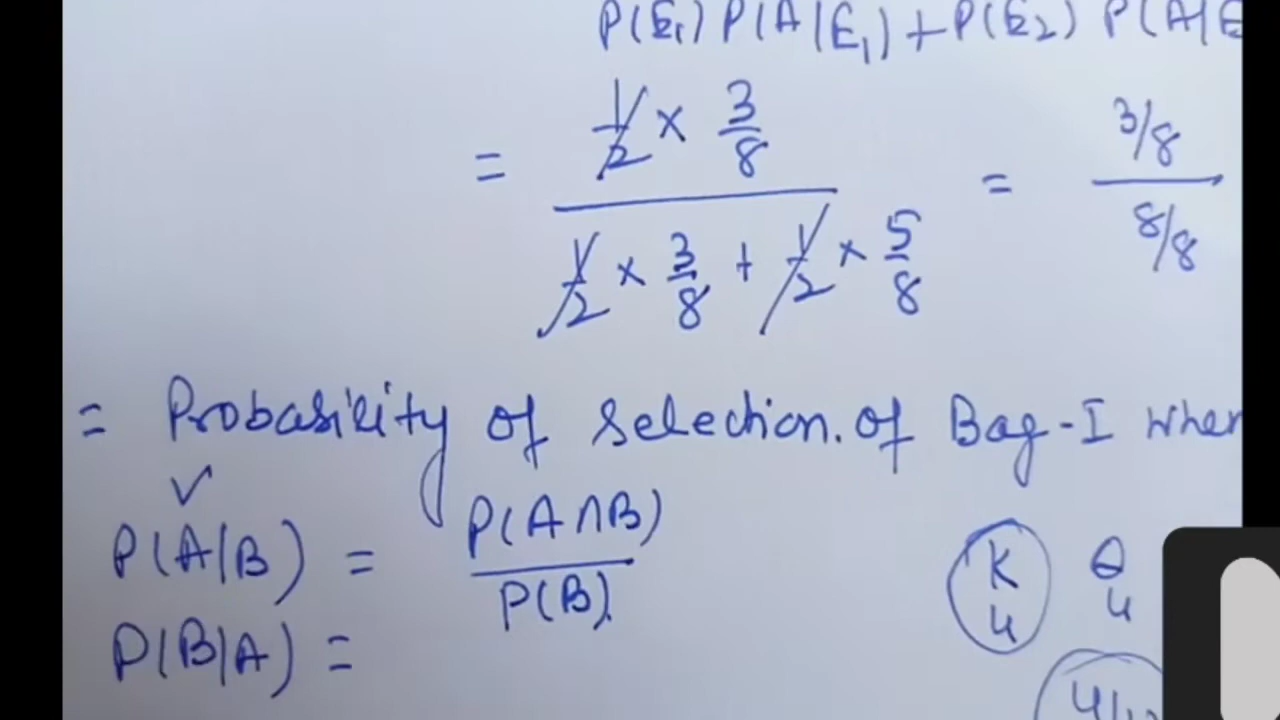 P(E₁) P(A|E₁) + P(E₂) P(A|E
= (1/2 × 3/8) / (1/2 × 3/8 + 1/2 × 5/8) = (3/8) / (8/8)
= Probability of selection. of Bag-I when
P(A|B) = P(A∩B) / P(B).
K 4 Q 4
P(B|A) =